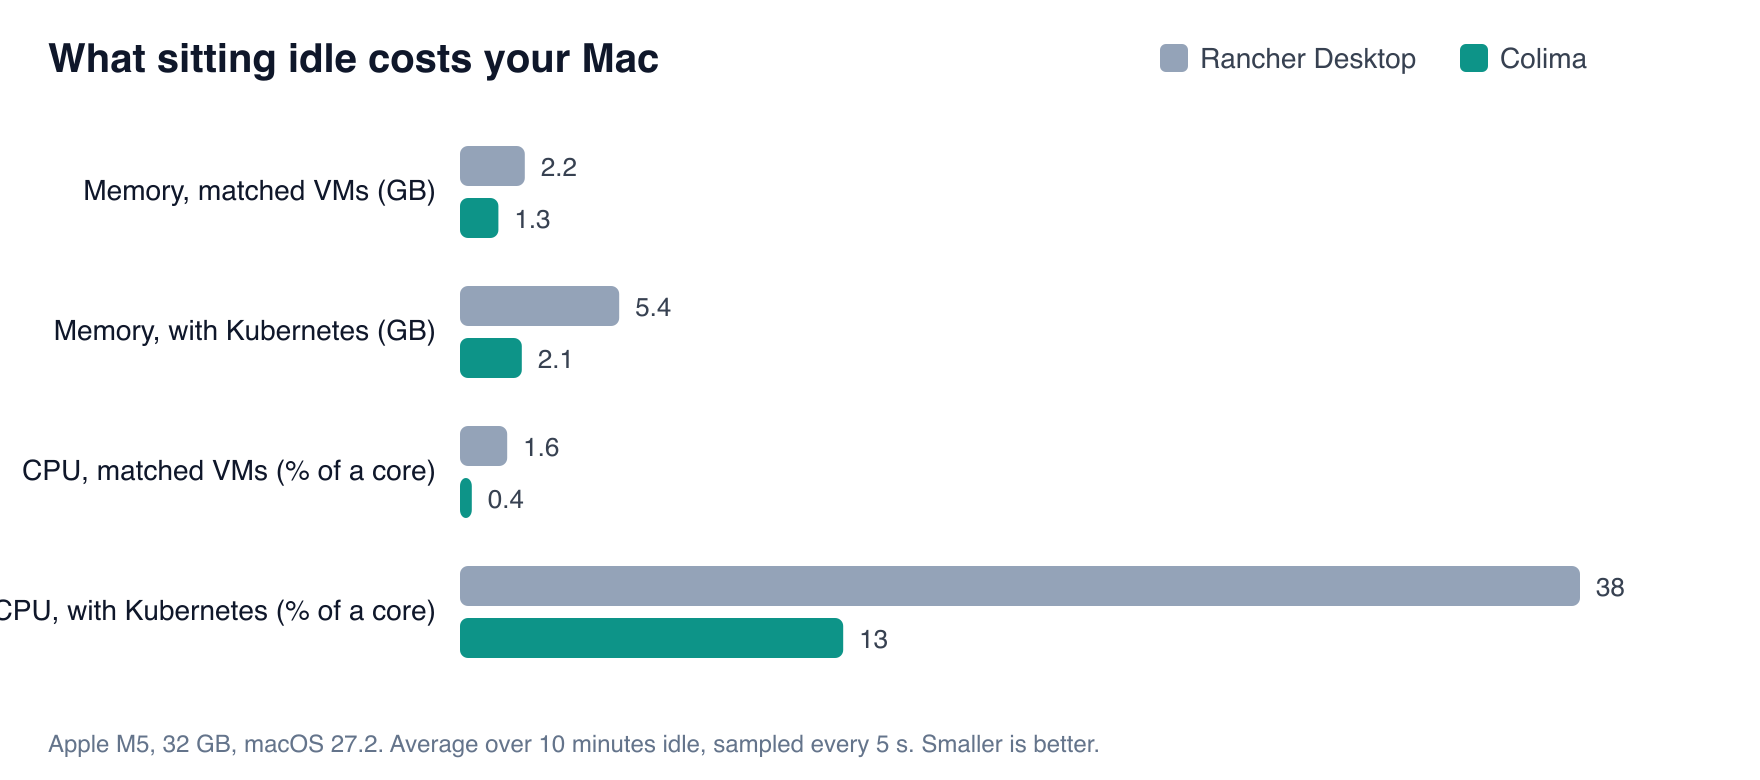 What sitting idle costs your Mac
Rancher Desktop
Colima
Memory, matched VMs (GB)
2.2
1.3
Memory, with Kubernetes (GB)
5.4
2.1
CPU, matched VMs (% of a core)
1.6
0.4
CPU, with Kubernetes (% of a core)
38
13
Apple M5, 32 GB, macOS 27.2. Average over 10 minutes idle, sampled every 5 s. Smaller is better.